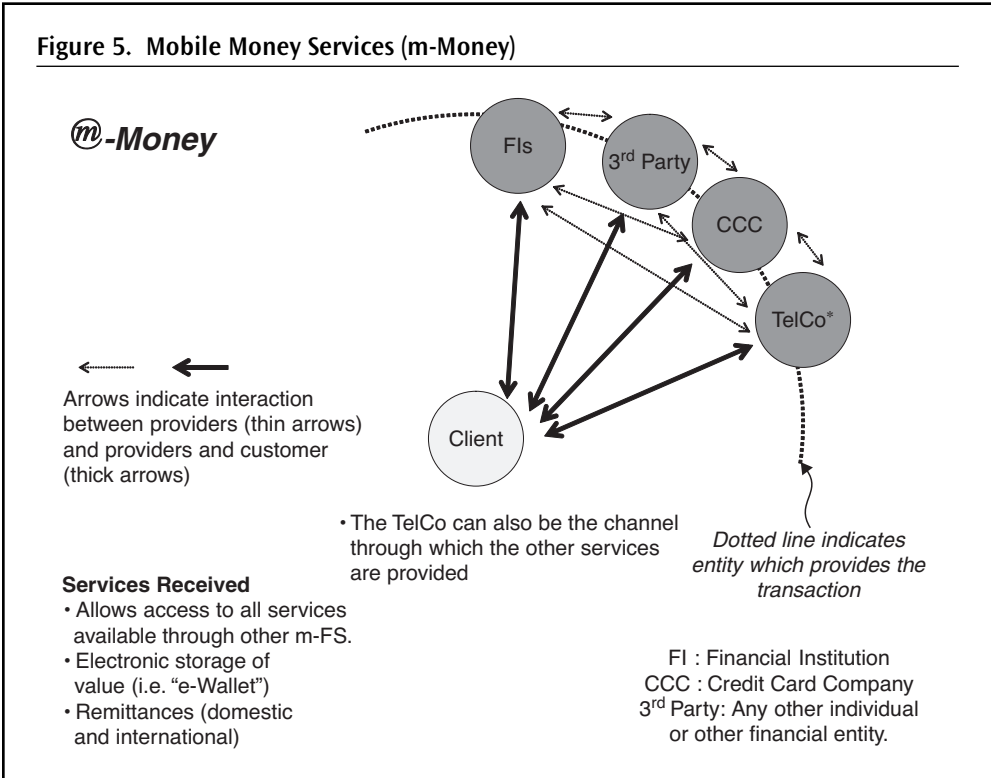 Figure 5. Mobile Money Services (m-Money)
ⓜ-Money
FIs
3rd Party
CCC
TelCo*
Client
Arrows indicate interaction
between providers (thin arrows)
and providers and customer
(thick arrows)
• The TelCo can also be the channel
through which the other services
are provided
Dotted line indicates
entity which provides the
transaction
Services Received
• Allows access to all services
available through other m-FS.
• Electronic storage of
value (i.e. “e-Wallet”)
• Remittances (domestic
and international)
FI : Financial Institution
CCC : Credit Card Company
3rd Party: Any other individual
or other financial entity.